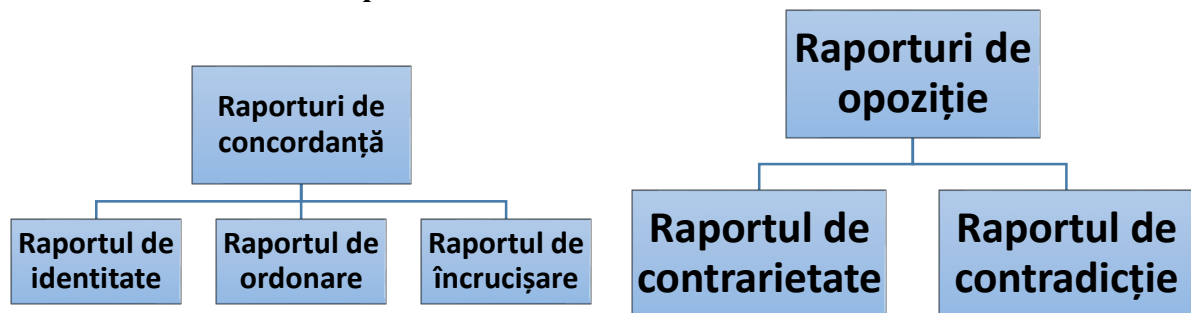 Raporturi de
concordanță
Raportul de
identitate
Raportul de
ordonare
Raportul de
încrucișare
Raporturi de
opoziție
Raportul de
contrarietate
Raportul de
contradicție